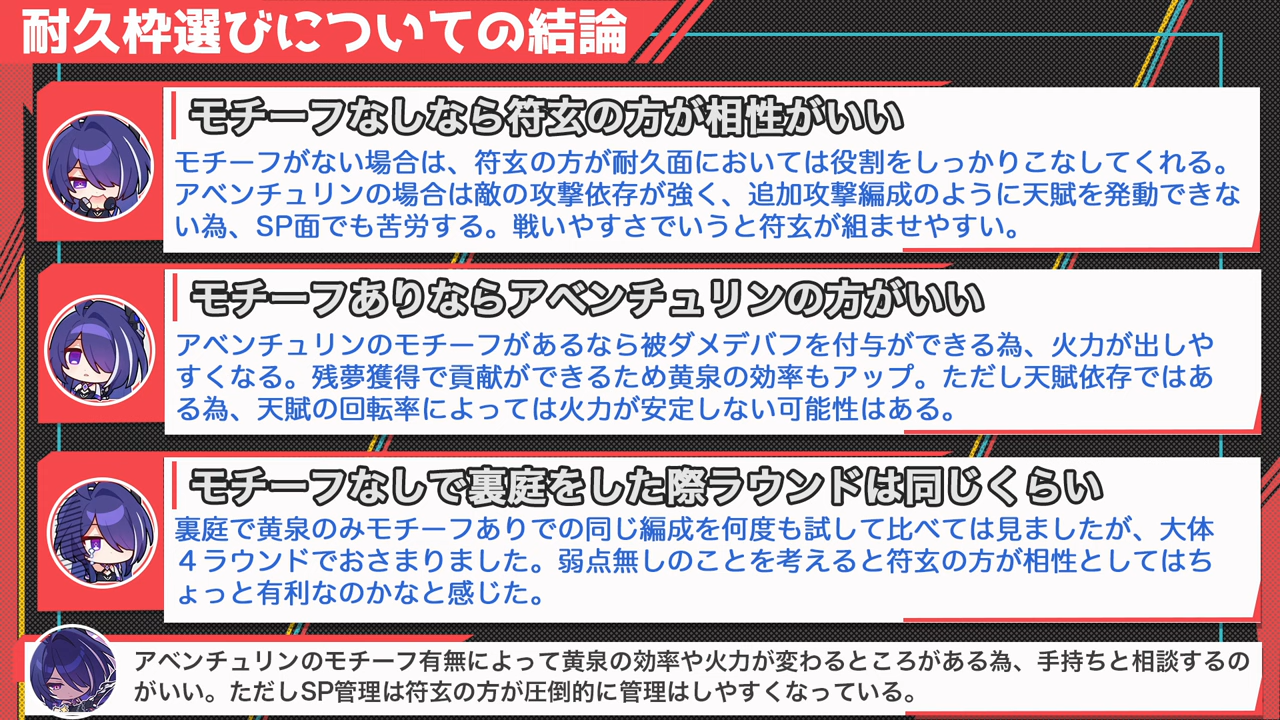 耐久枠選びについての結論
モチーフなしなら符玄の方が相性がいい
モチーフがない場合は、符玄の方が耐久面においては役割をしっかりこなしてくれる。
アベンチュリンの場合は敵の攻撃依存が強く、追加攻撃編成のように天賦を発動できな
い為、SP面でも苦労する。戦いやすさでいうと符玄が組ませやすい。
モチーフありならアベンチュリンの方がいい
アベンチュリンのモチーフがあるなら被ダメデバフを付与ができる為、火力が出しや
すくなる。残夢獲得で貢献ができるため黄泉の効率もアップ。ただし天賦依存ではあ
る為、天賦の回転率によっては火力が安定しない可能性はある。
モチーフなしで裏庭をした際ラウンドは同じくらい
裏庭で黄泉のみモチーフありでの同じ編成を何度も試して比べては見ましたが、大体
４ラウンドでおさまりました。弱点無しのことを考えると符玄の方が相性としてはち
ょっと有利なのかなと感じた。
アベンチュリンのモチーフ有無によって黄泉の効率や火力が変わるところがある為、手持ちと相談するの
がいい。ただしSP管理は符玄の方が圧倒的に管理はしやすくなっている。